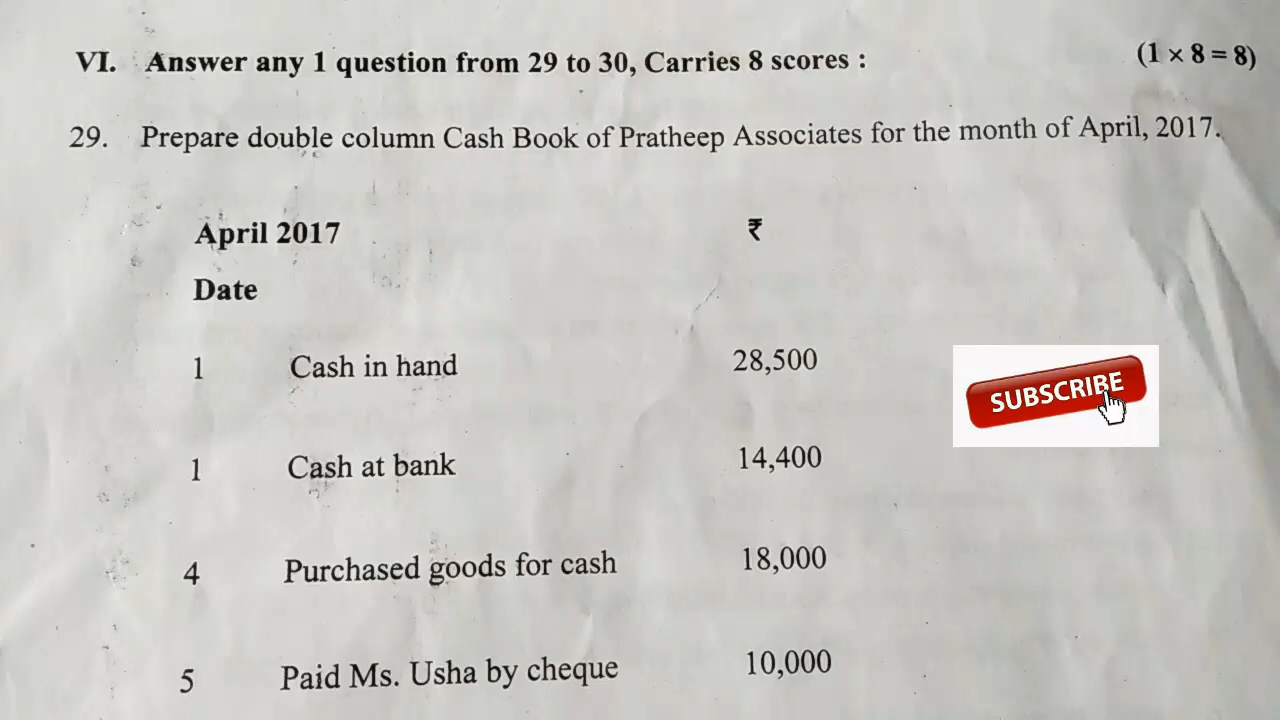 VI. Answer any 1 question from 29 to 30, Carries 8 scores : (1 × 8 = 8)
29. Prepare double column Cash Book of Pratheep Associates for the month of April, 2017.
April 2017 ₹
Date
1 Cash in hand 28,500
SUBSCRIBE
1 Cash at bank 14,400
4 Purchased goods for cash 18,000
5 Paid Ms. Usha by cheque 10,000